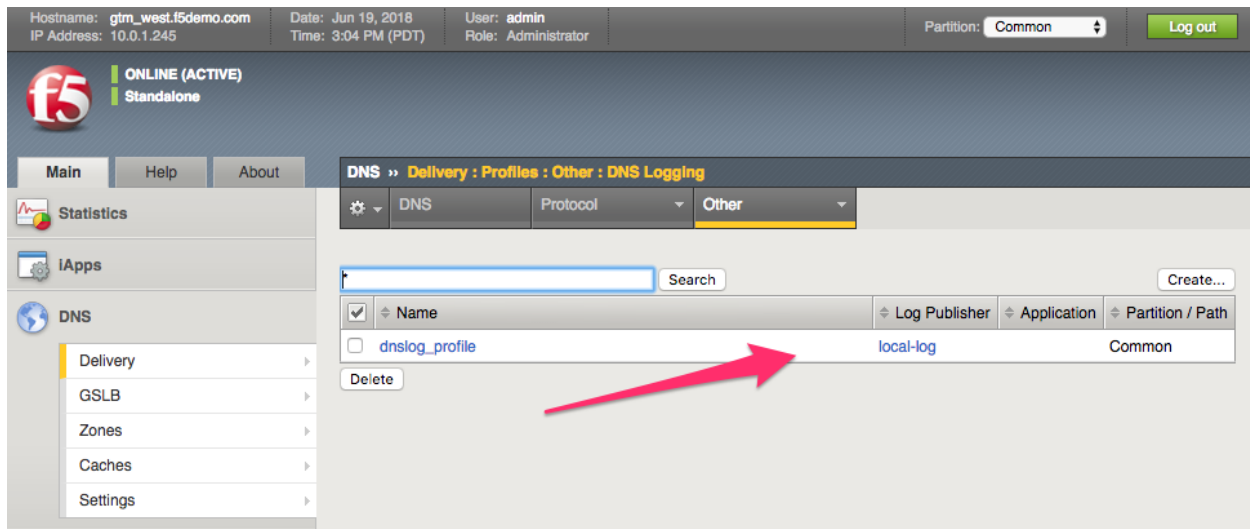 Hostname: gtm_west.f5demo.com Date: Jun 19, 2018 User: admin Partition: Common Log out
IP Address: 10.0.1.245 Time: 3:04 PM (PDT) Role: Administrator
f5
ONLINE (ACTIVE)
Standalone
Main Help About
DNS ›› Delivery : Profiles : Other : DNS Logging
DNS Protocol Other
Statistics
iApps
DNS
Delivery
GSLB
Zones
Caches
Settings
* Search Create...
Name Log Publisher Application Partition / Path
dnslog_profile local-log Common
Delete